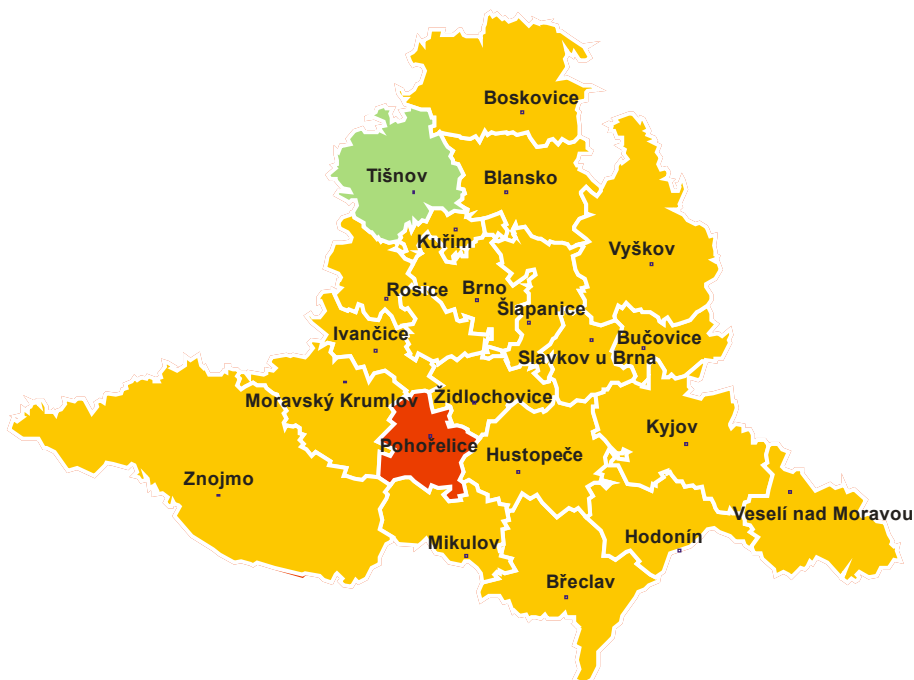 Boskovice
Tišnov
Blansko
Kuřim
Vyškov
Rosice
Brno
Šlapanice
Ivančice
Bučovice
Slavkov u Brna
Moravský Krumlov
Židlochovice
Kyjov
Pohořelice
Hustopeče
Znojmo
Veselí nad Moravou
Mikulov
Hodonín
Břeclav